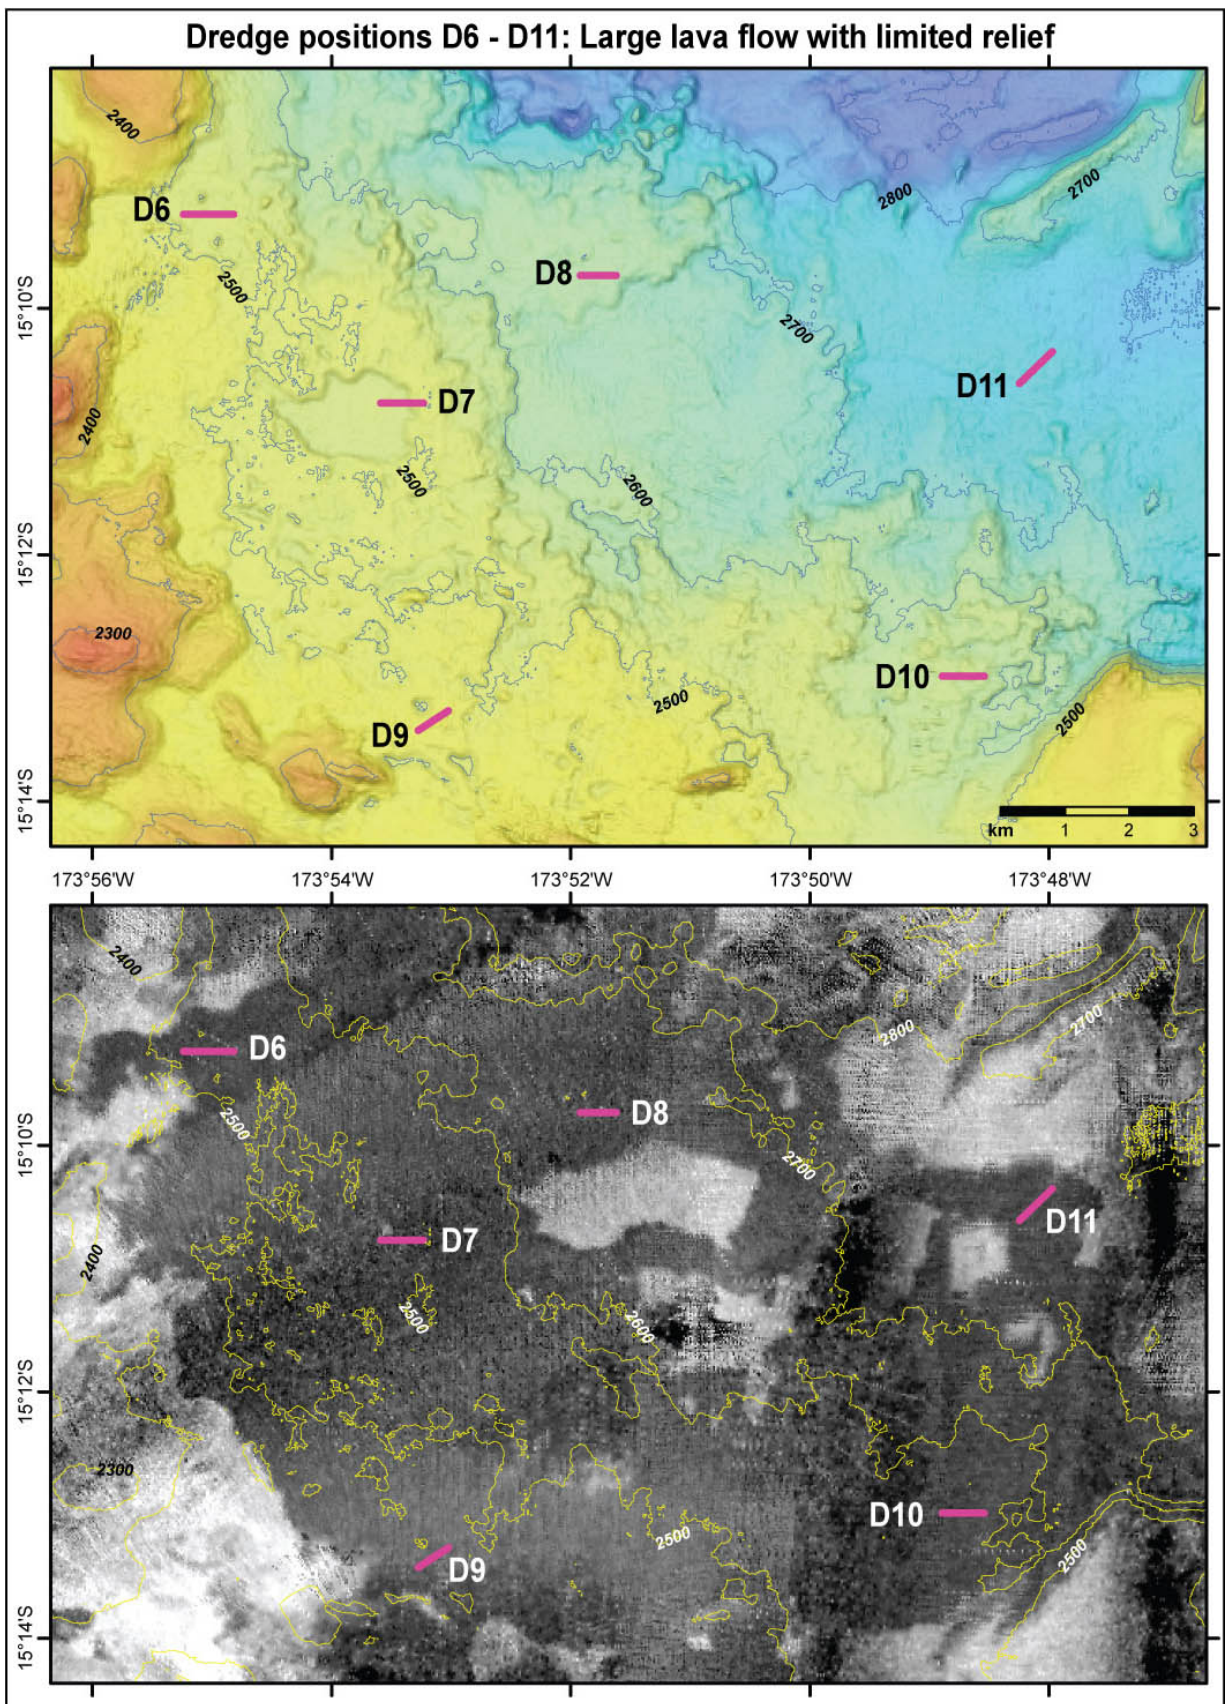 Dredge positions D6 - D11: Large lava flow with limited relief
2400
2700
2800
D6
D8
2500
15°10'S
2700
D11
D7
2400
2500
2600
15°12'S
2300
D10
2500
D9
2500
15°14'S
km 1 2 3
173°56'W 173°54'W 173°52'W 173°50'W 173°48'W
2400
2700
2800
D6
D8
2500
15°10'S
2700
D11
D7
2400
2500
2600
15°12'S
2300
D10
2500
2500
D9
15°14'S